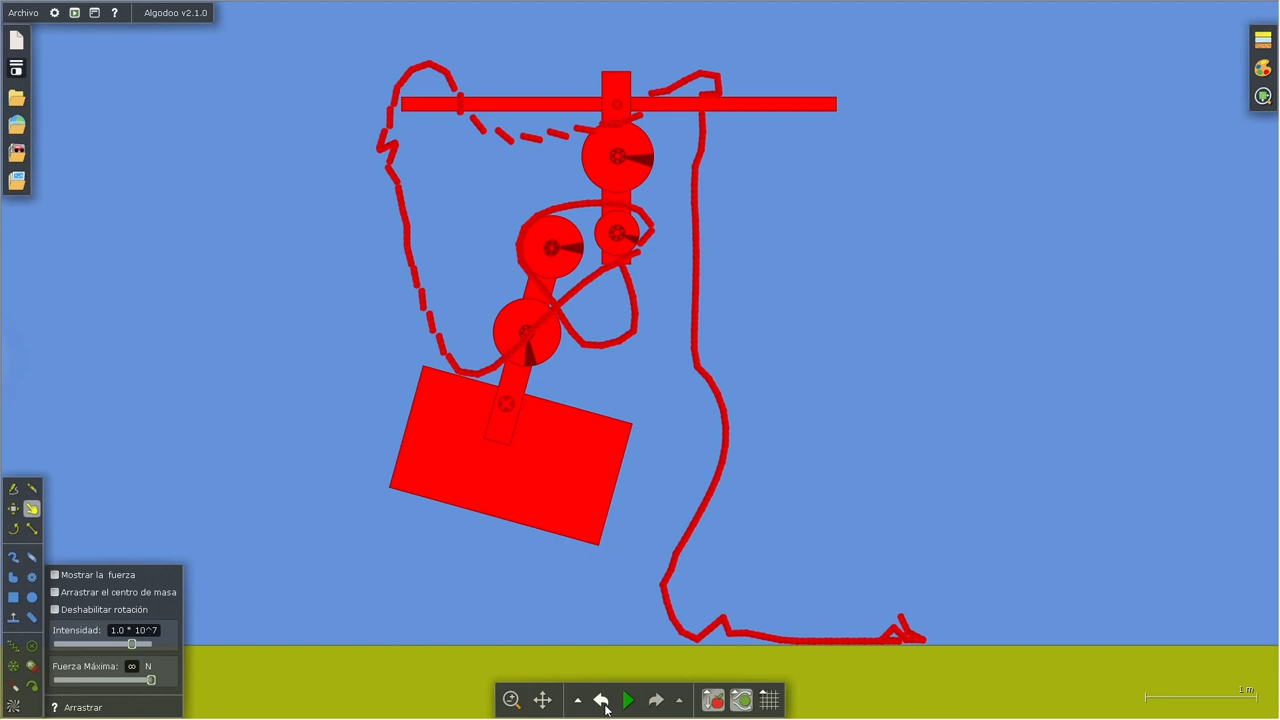 Archivo ? Algodoo v2.1.0
Mostrar la fuerza
Arrastrar el centro de masa
Deshabilitar rotación
Intensidad: 1.0 * 10^7
Fuerza Máxima: ∞ N
? Arrastrar
1 m